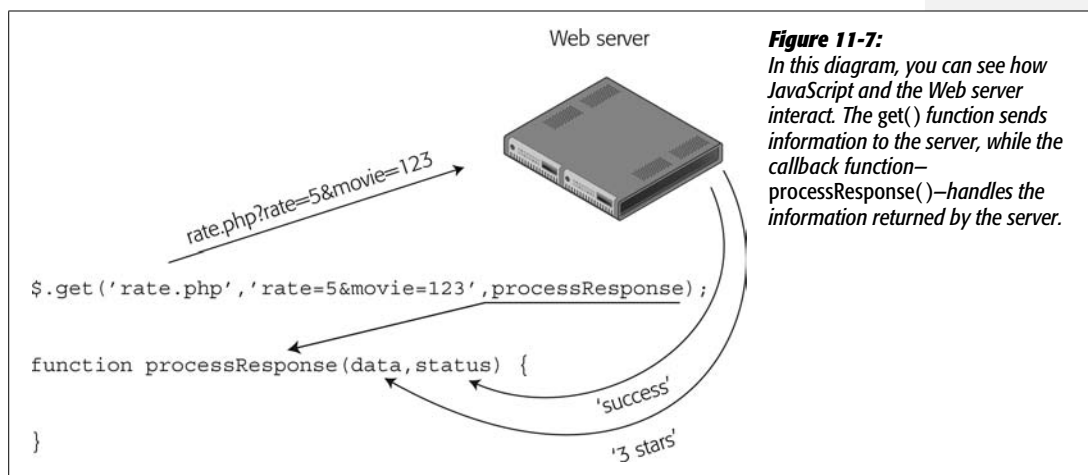 Web server
rate.php?rate=5&movie=123
$.get('rate.php','rate=5&movie=123',processResponse);
function processResponse(data,status) {
'success'
'3 stars'
}
Figure 11-7:
In this diagram, you can see how
JavaScript and the Web server
interact. The get() function sends
information to the server, while the
callback function—
processResponse()—handles the
information returned by the server.